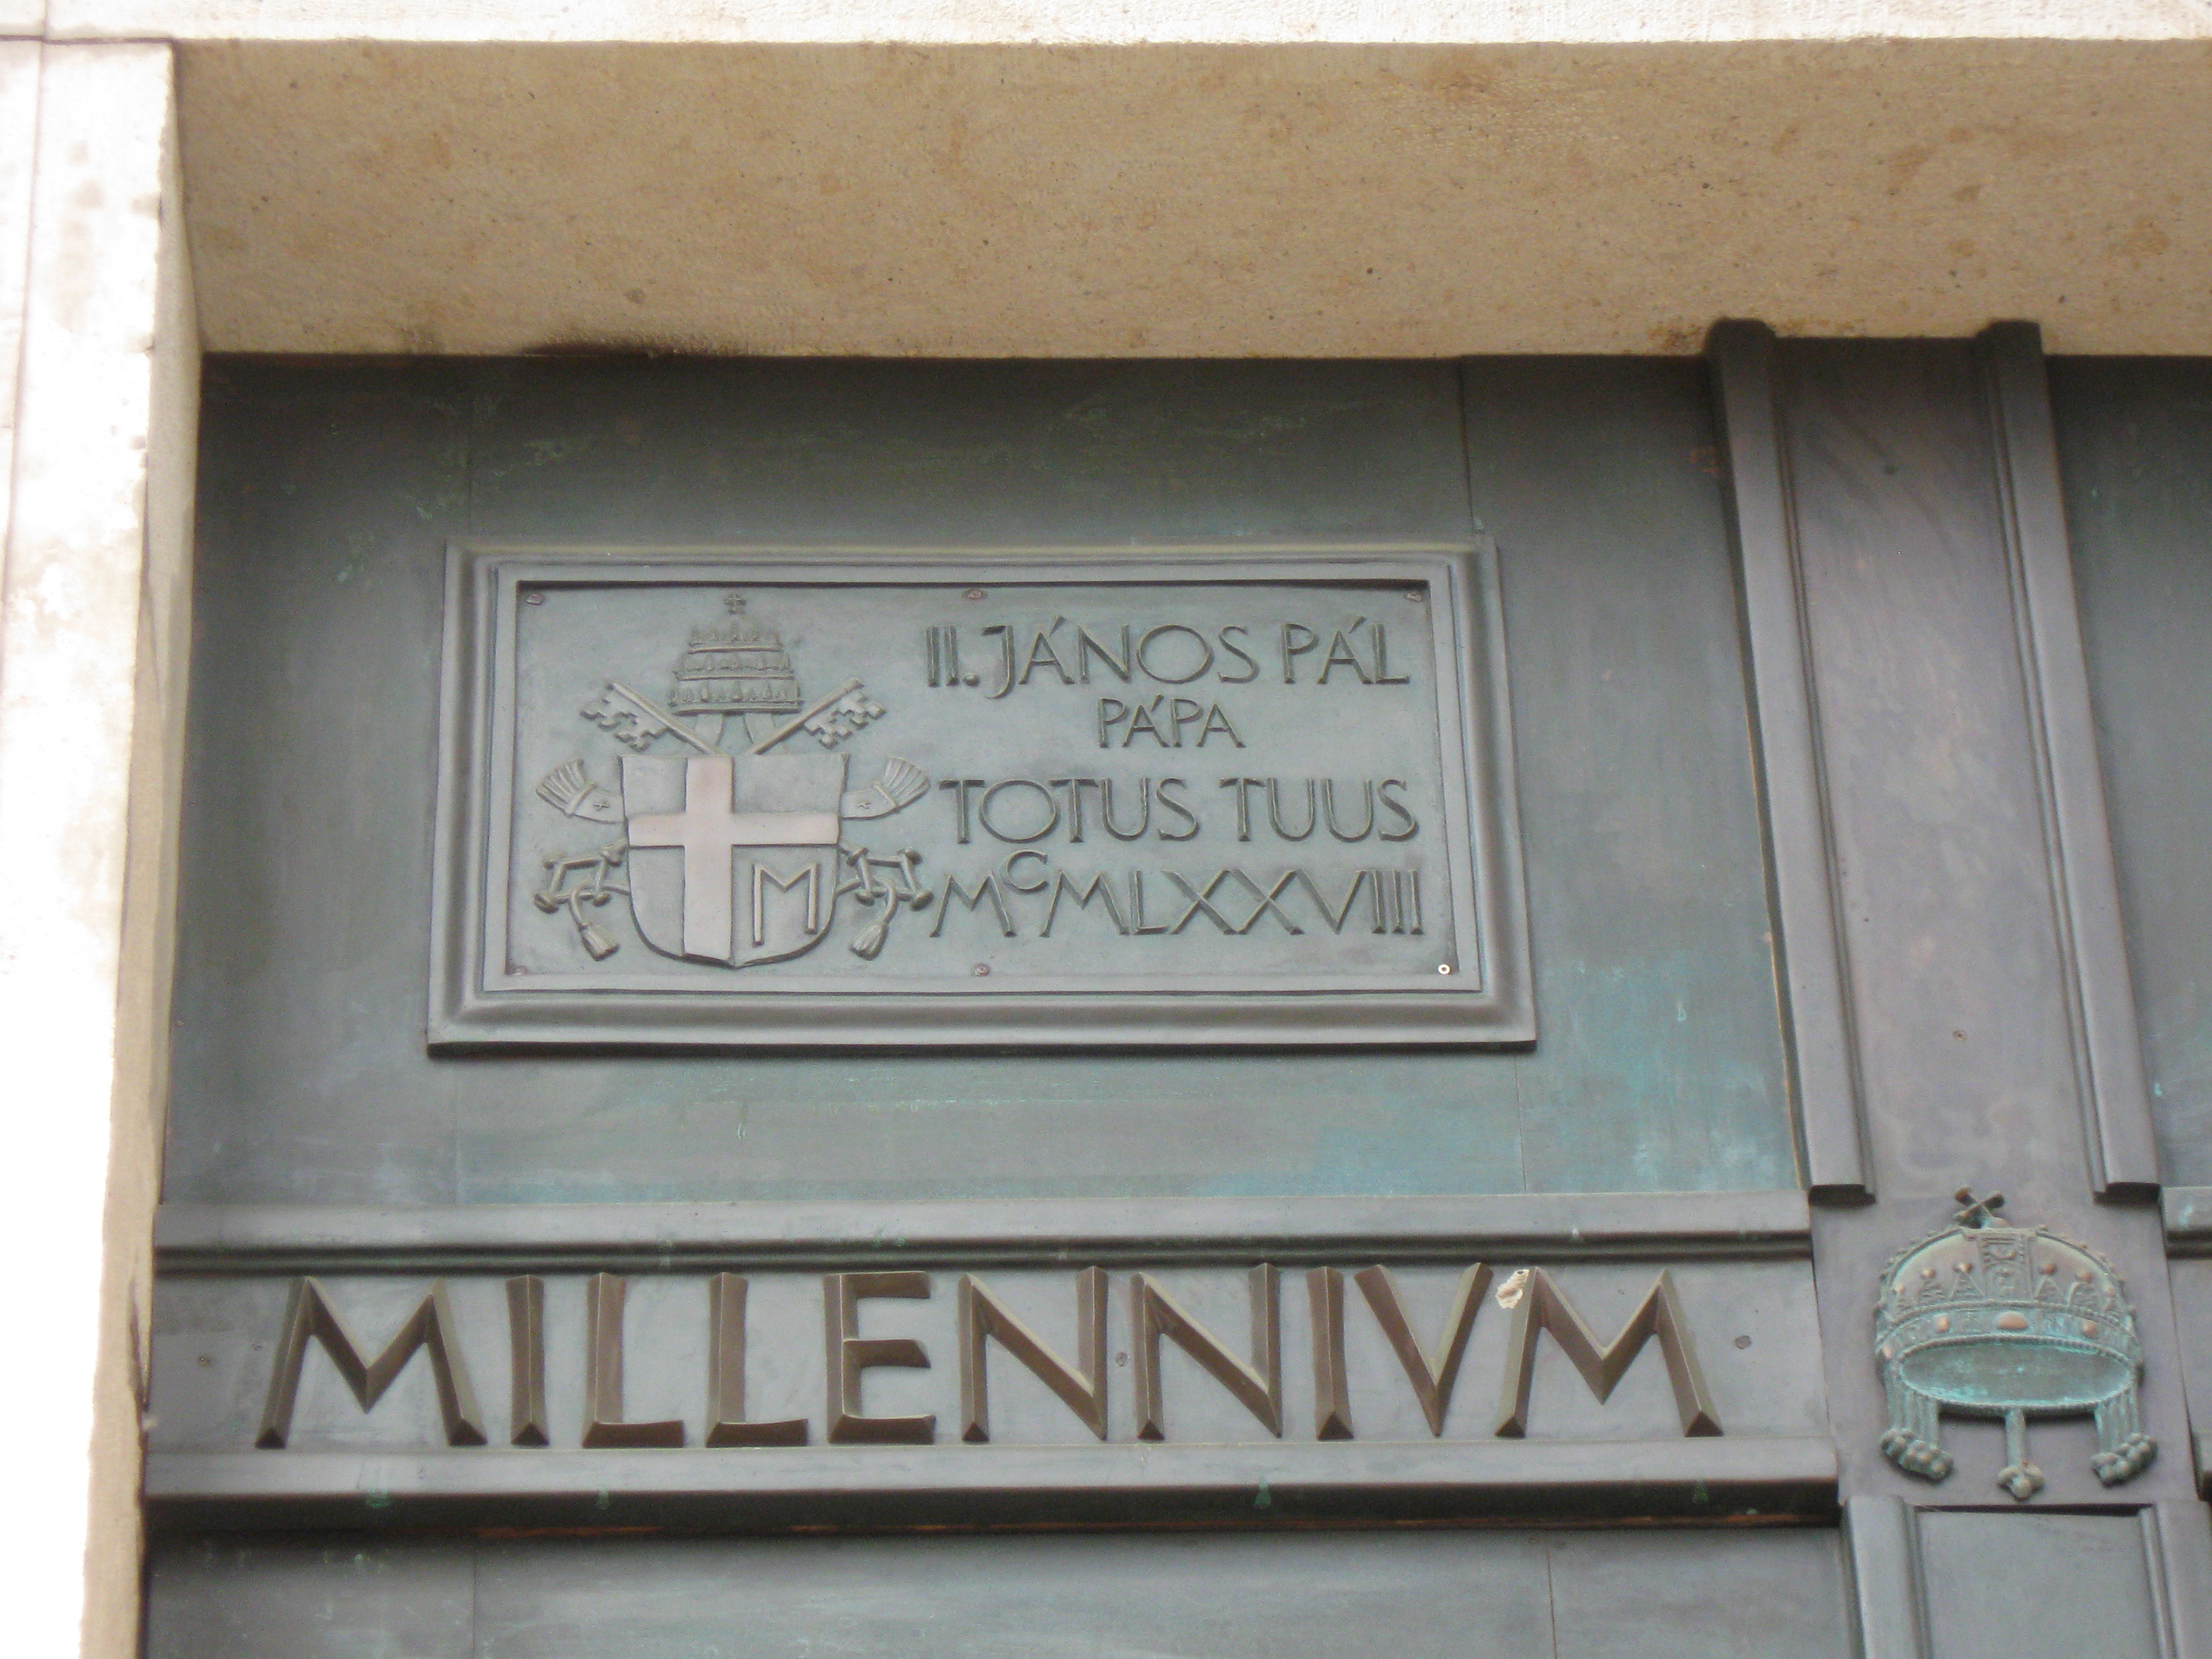 II. JÁNOS PÁL
PÁPA
TOTUS TUUS
MCMLXXVIII
M
MILLENNIVM